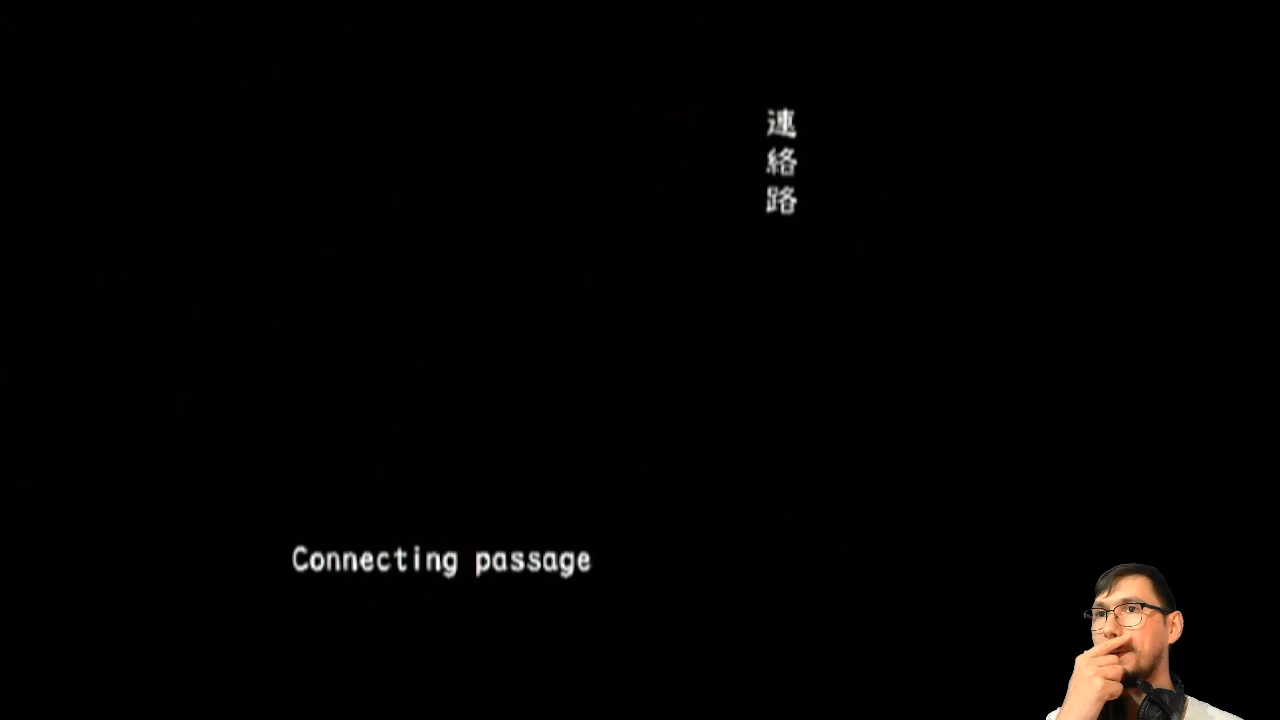 連絡路
Connecting passage